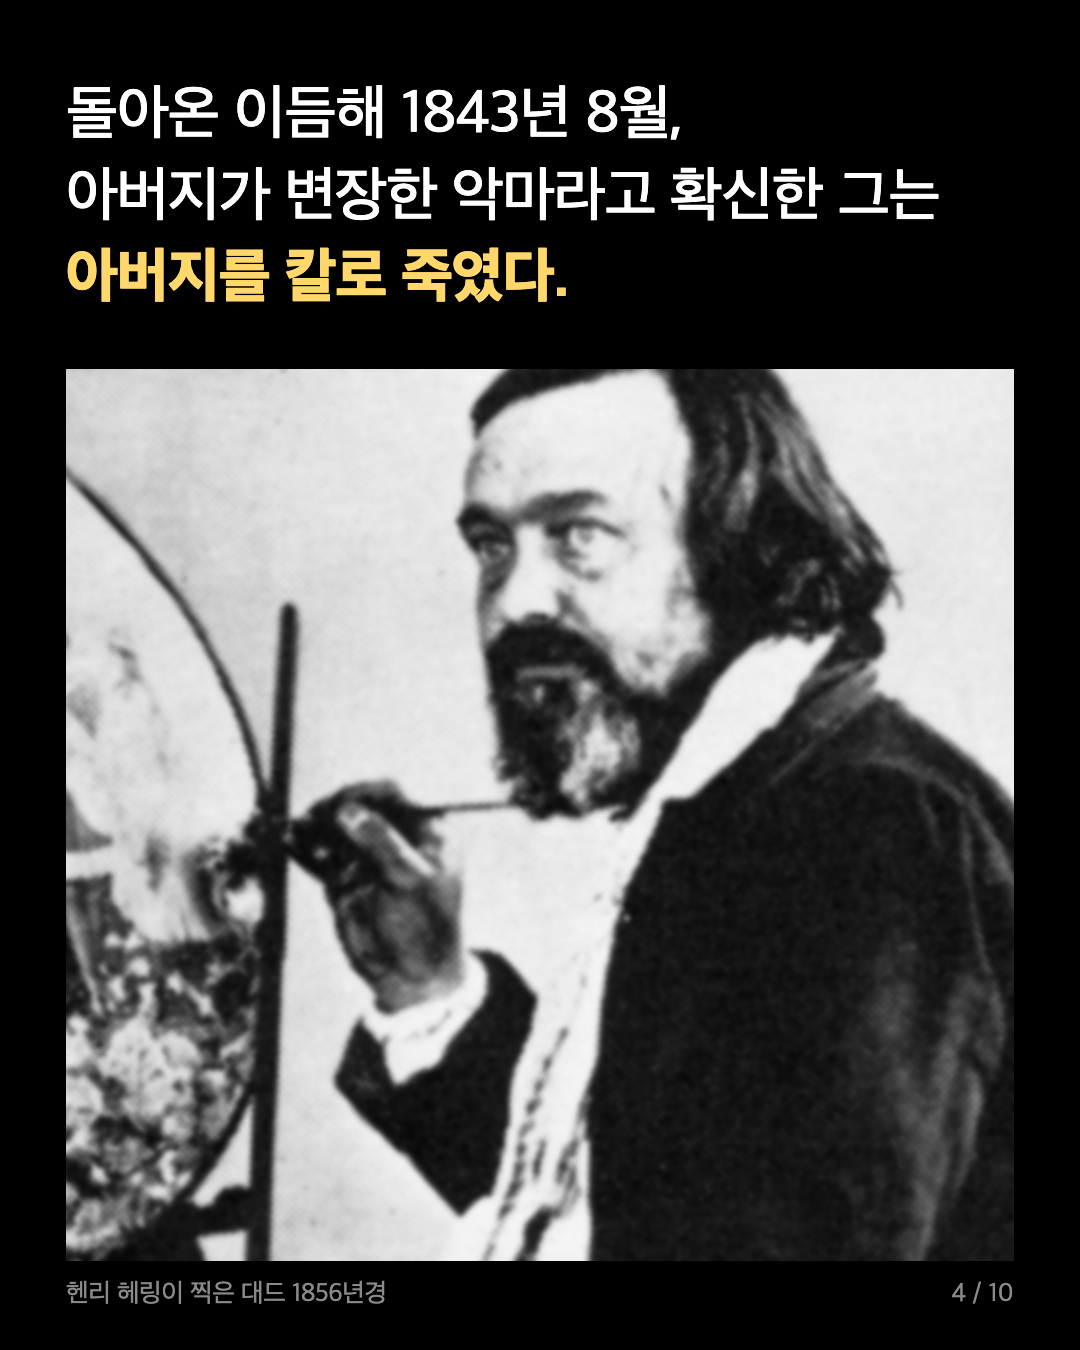 돌아온 이듬해 1843년 8월,
아버지가 변장한 악마라고 확신한 그는
아버지를 칼로 죽였다.
헨리 헤링이 찍은 대드 1856년경
4 / 10